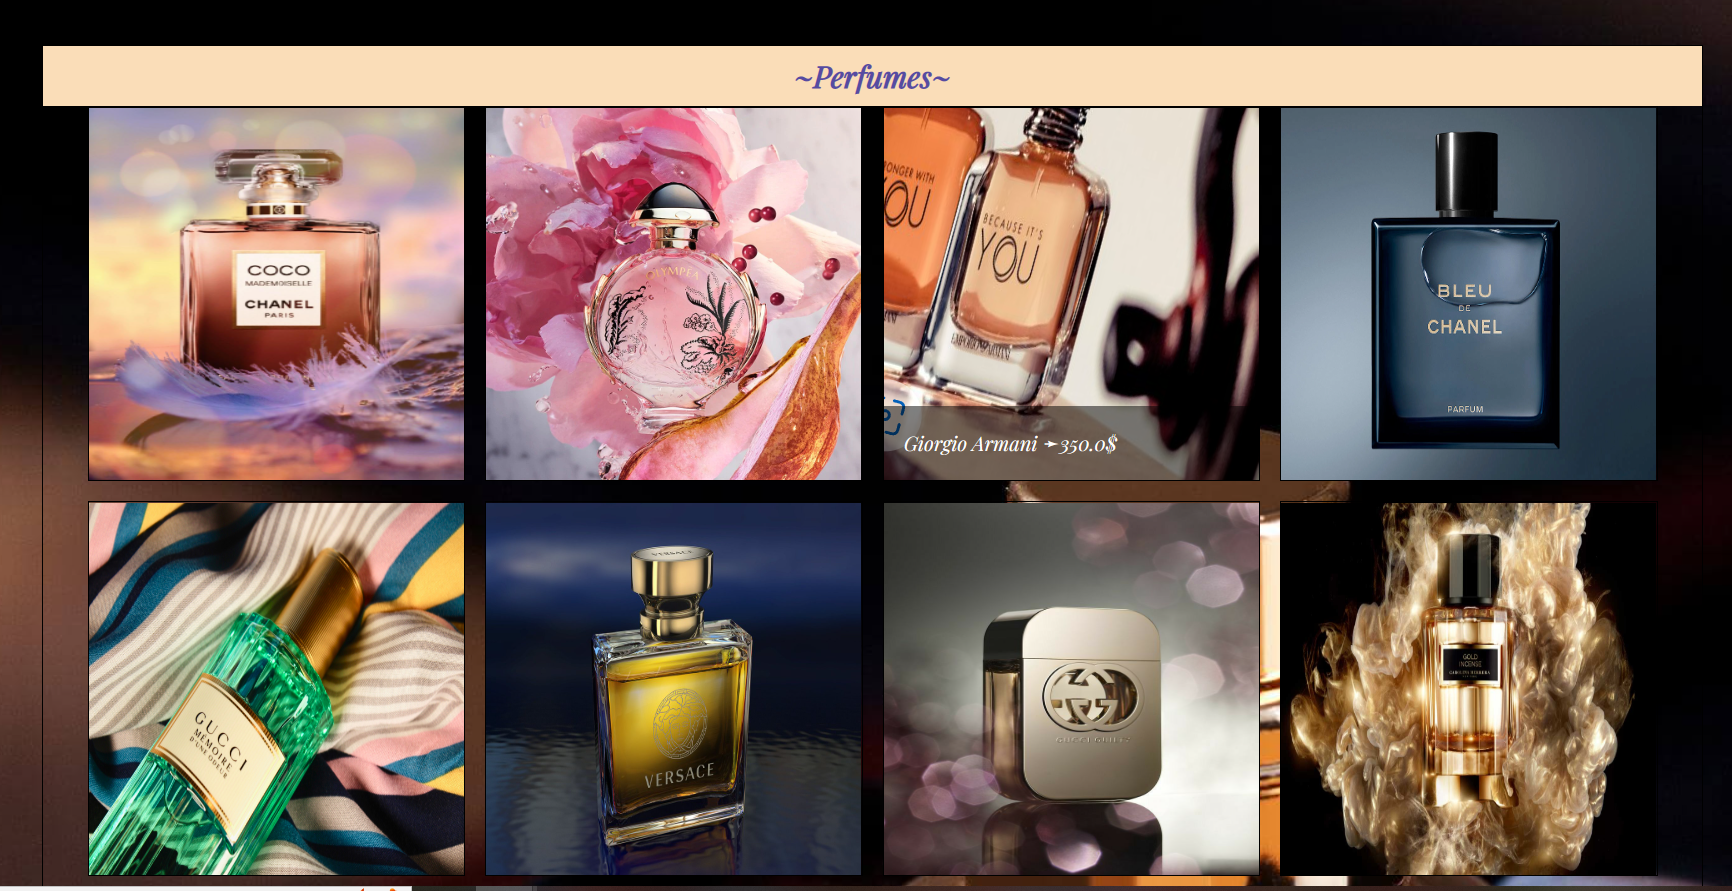 ~Perfumes~
COCO
MADEMOISELLE
CHANEL
PARIS
OLYMPÉA
ONGER WITH
YOU
BECAUSE IT'S
YOU
EMPORIO ARMANI
Giorgio Armani ➛350.0$
BLEU
DE
CHANEL
PARFUM
GUCCI
MÉMOIRE
D'UNE ODEUR
VERSACE
VERSACE
GUCCI GUILTY
GOLD
INCENSE
CAROLINA HERRERA